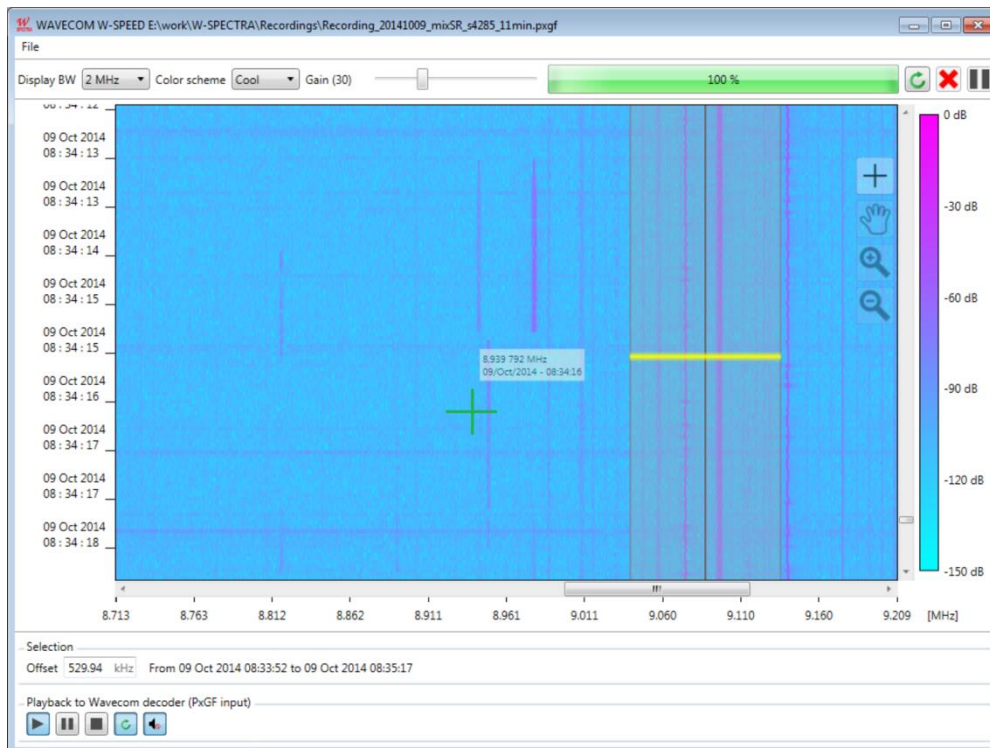 WAVECOM W-SPEED E:\work\W-SPECTRA\Recordings\Recording_20141009_mixSR_s4285_11min.pxgf
File
Display BW 2 MHz Color scheme Cool Gain (30) 100 %
09 Oct 2014
08 : 34 : 13
09 Oct 2014
08 : 34 : 13
09 Oct 2014
08 : 34 : 14
09 Oct 2014
08 : 34 : 15
09 Oct 2014
08 : 34 : 15
09 Oct 2014
08 : 34 : 16
09 Oct 2014
08 : 34 : 17
09 Oct 2014
08 : 34 : 17
09 Oct 2014
08 : 34 : 18
8.939 792 MHz
09/Oct/2014 - 08:34:16
0 dB
-30 dB
-60 dB
-90 dB
-120 dB
-150 dB
8.713 8.763 8.812 8.862 8.911 8.961 9.011 9.060 9.110 9.160 9.209 [MHz]
Selection
Offset 529.94 kHz From 09 Oct 2014 08:33:52 to 09 Oct 2014 08:35:17
Playback to Wavecom decoder (PxGF input)